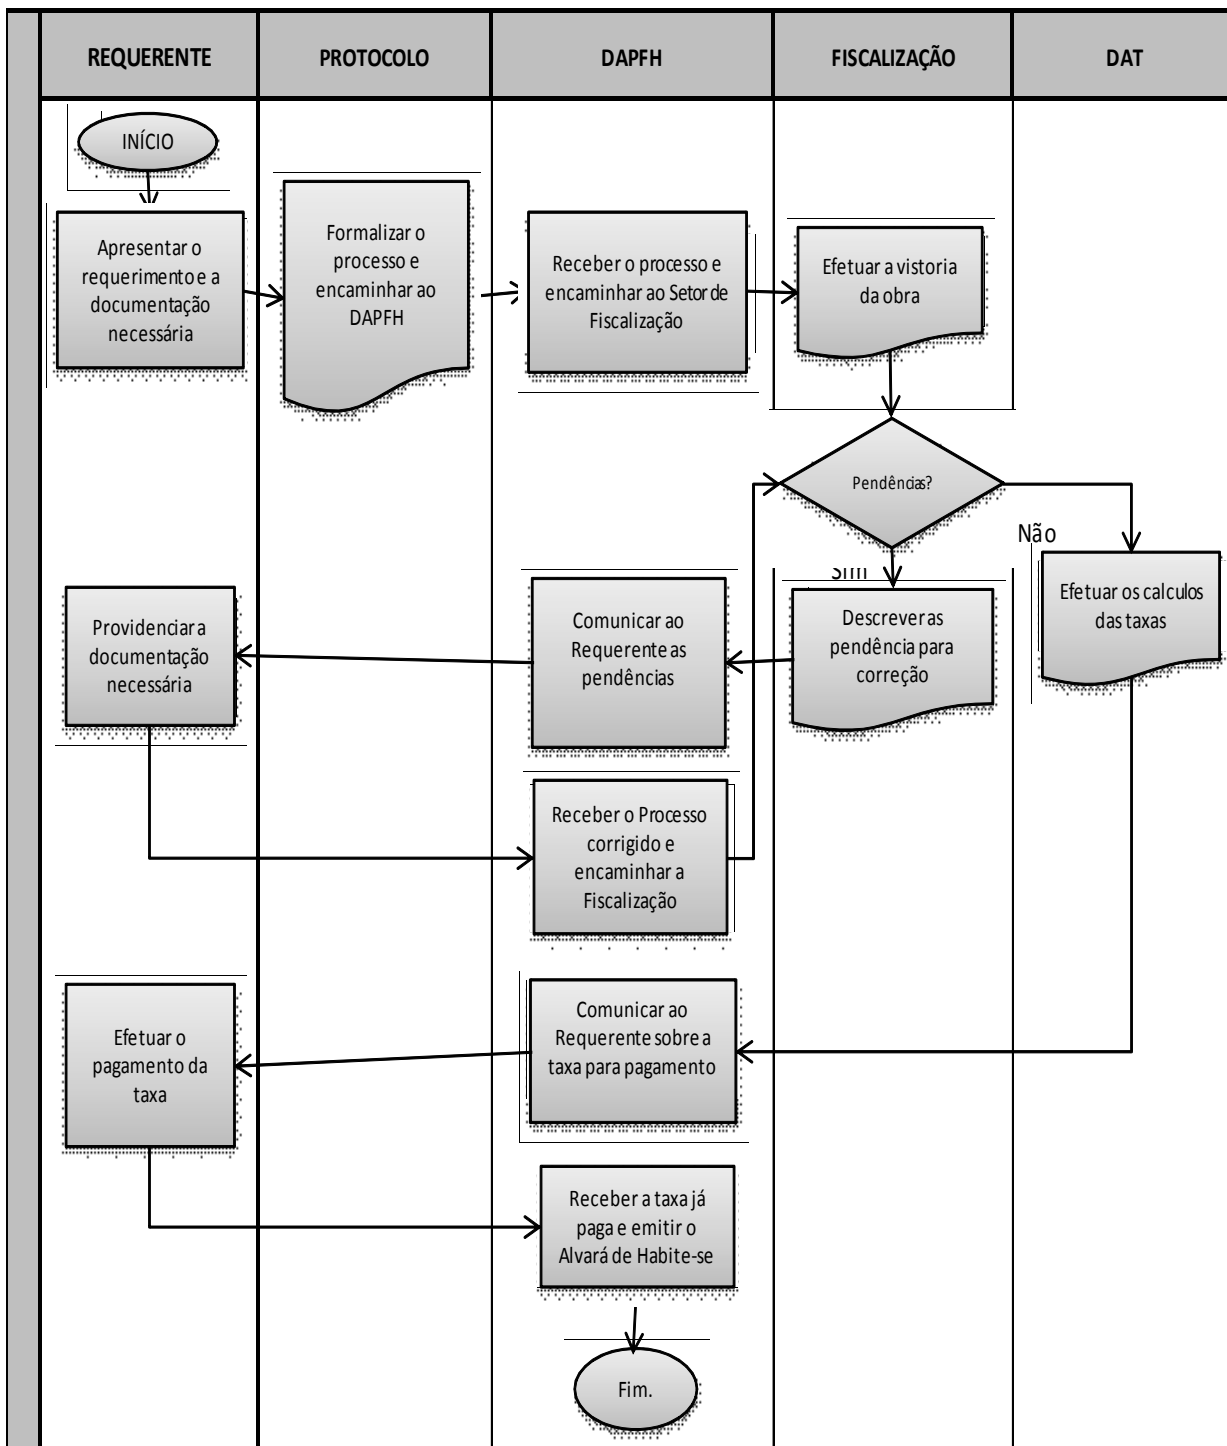 REQUERENTE
PROTOCOLO
DAPFH
FISCALIZAÇÃO
DAT
INÍCIO
Apresentar o
requerimento e a
documentação
necessária
Formalizar o
processo e
encaminhar ao
DAPFH
Receber o processo e
encaminhar ao Setor de
Fiscalização
Efetuar a vistoria
da obra
Pendências?
Não
Sim
Efetuar os calculos
das taxas
Descrever as
pendência para
correção
Comunicar ao
Requerente as
pendências
Providenciar a
documentação
necessária
Receber o Processo
corrigido e
encaminhar a
Fiscalização
Comunicar ao
Requerente sobre a
taxa para pagamento
Efetuar o
pagamento da
taxa
Receber a taxa já
paga e emitir o
Alvará de Habite-se
Fim.